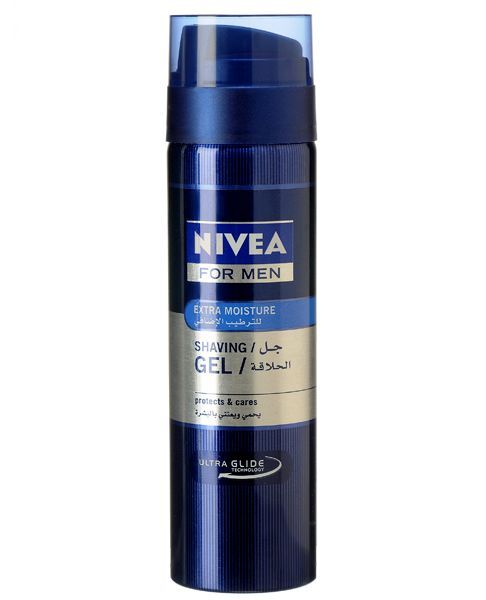 NIVEA
FOR MEN
EXTRA MOISTURE
للترطيب الإضافي
SHAVING / جل
GEL / الحلاقة
protects & cares
يحمي ويعتني بالبشرة
ULTRA GLIDE
TECHNOLOGY